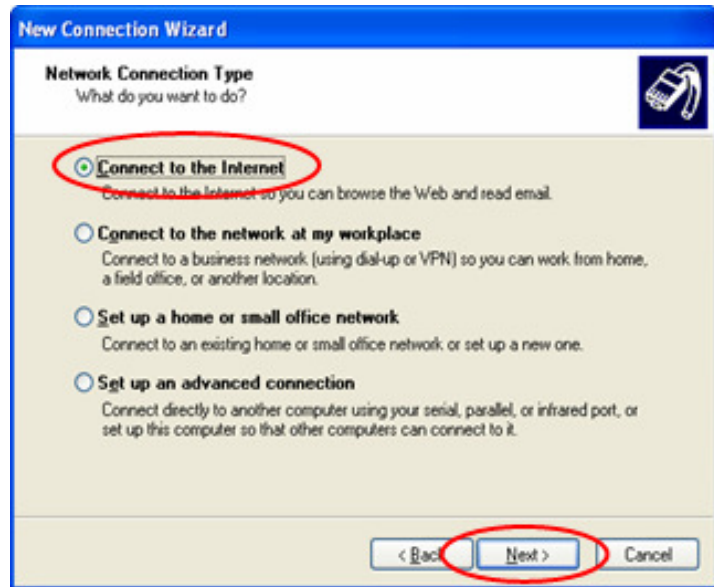 New Connection Wizard
Network Connection Type
What do you want to do?
Connect to the Internet
Connect to the Internet so you can browse the Web and read email.
Connect to the network at my workplace
Connect to a business network (using dial-up or VPN) so you can work from home,
a field office, or another location.
Set up a home or small office network
Connect to an existing home or small office network or set up a new one.
Set up an advanced connection
Connect directly to another computer using your serial, parallel, or infrared port, or
set up this computer so that other computers can connect to it.
< Back Next > Cancel